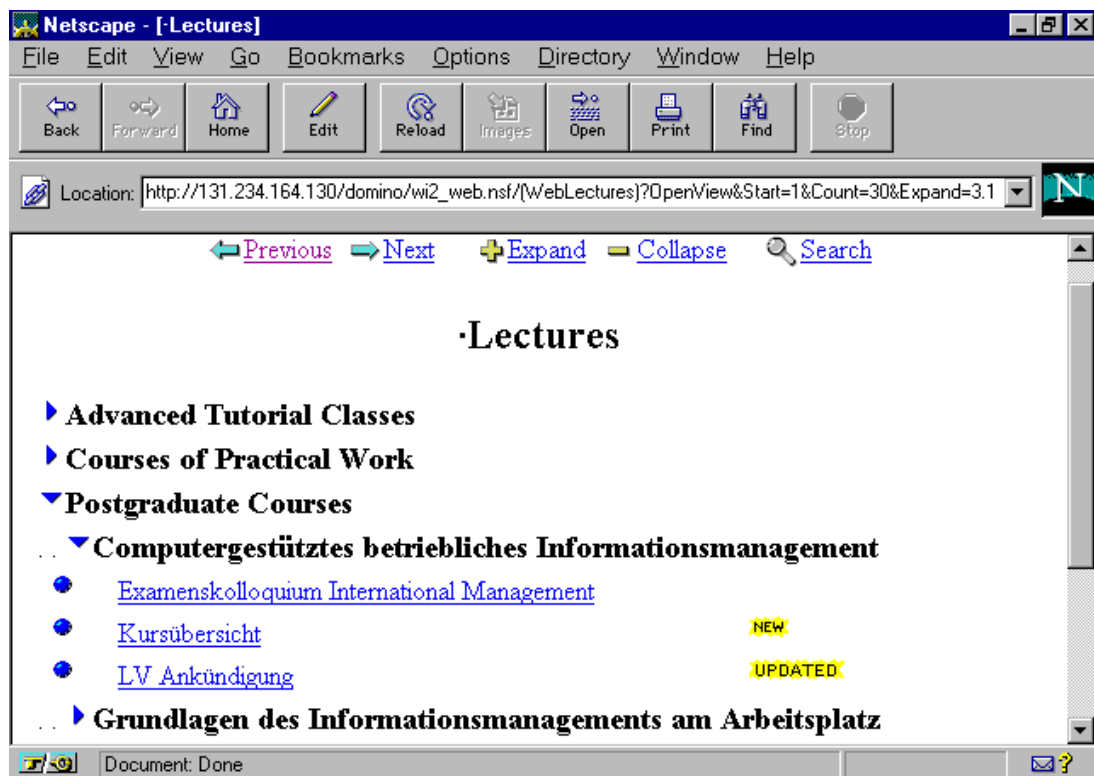 Netscape - [·Lectures]
File Edit View Go Bookmarks Options Directory Window Help
Back Forward Home Edit Reload Images Open Print Find Stop
Location: http://131.234.164.130/domino/wi2_web.nsf/(WebLectures)?OpenView&Start=1&Count=30&Expand=3.1
N
Previous Next Expand Collapse Search
·Lectures
Advanced Tutorial Classes
Courses of Practical Work
Postgraduate Courses
.. Computergestütztes betriebliches Informationsmanagement
Examenskolloquium International Management
Kursübersicht NEW
LV Ankündigung UPDATED
.. Grundlagen des Informationsmanagements am Arbeitsplatz
Document: Done